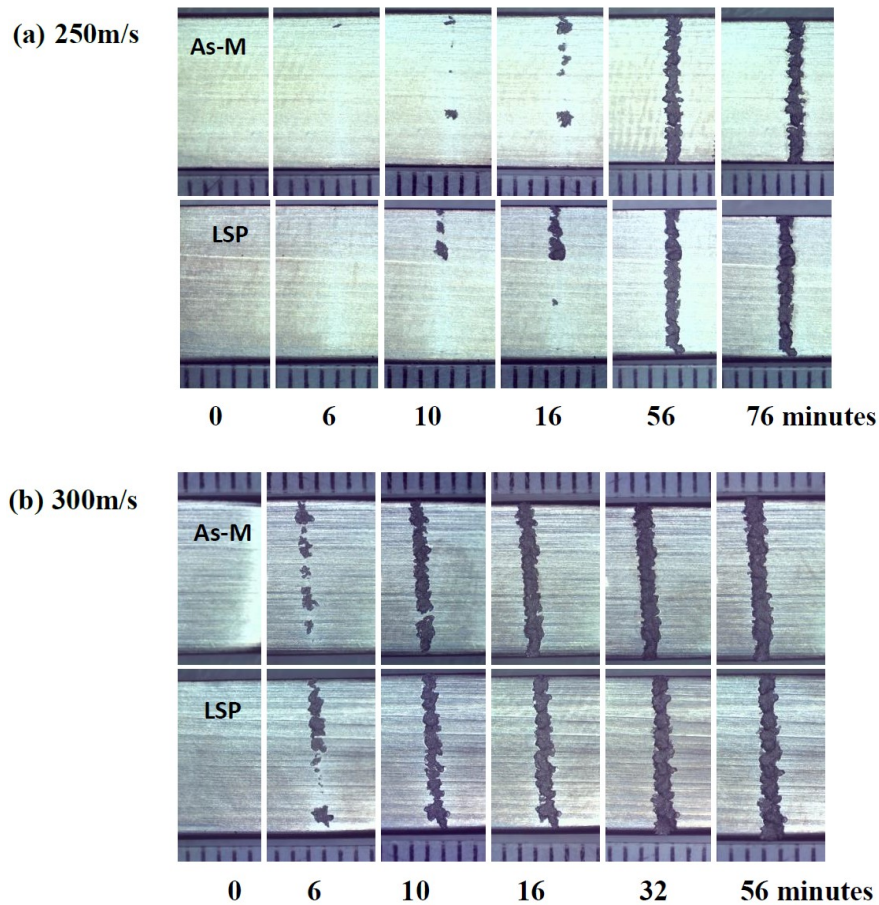 (a) 250m/s
As-M
LSP
0 6 10 16 56 76 minutes
(b) 300m/s
As-M
LSP
0 6 10 16 32 56 minutes